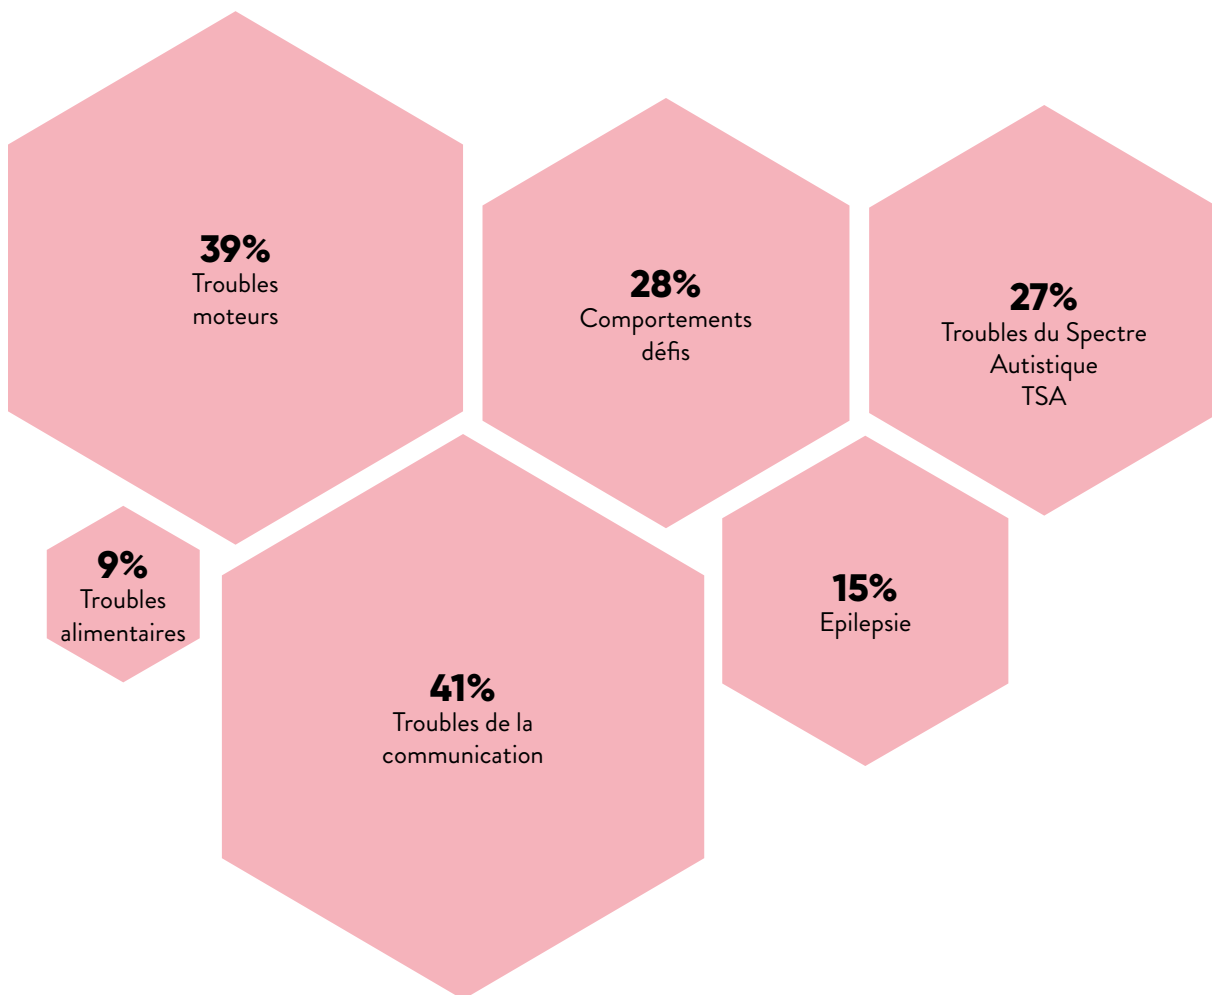 39%
Troubles
moteurs
28%
Comportements
défis
27%
Troubles du Spectre
Autistique
TSA
9%
Troubles
alimentaires
41%
Troubles de la
communication
15%
Epilepsie